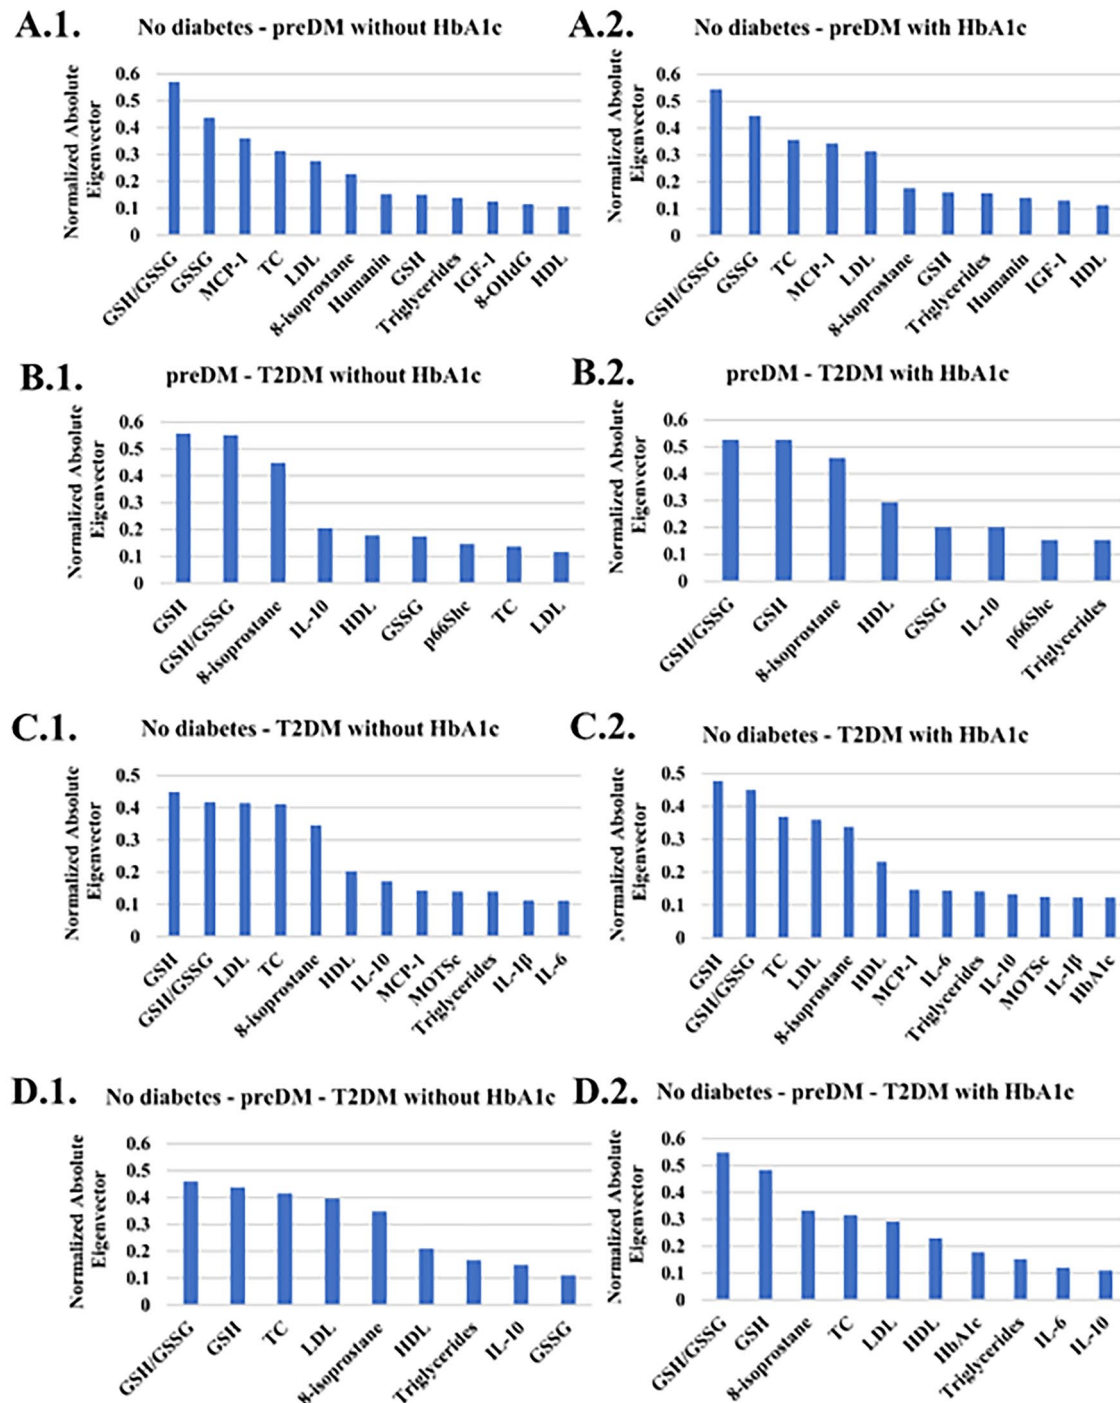 A.1. No diabetes - preDM without HbA1c
Normalized Absolute
Eigenvector
0.6
0.5
0.4
0.3
0.2
0.1
0
GSH/GSSG GSSG MCP-1 TC LDL 8-isoprostane Humanin GSH Triglycerides IGF-1 8-OHdG HDL
A.2. No diabetes - preDM with HbA1c
Normalized Absolute
Eigenvector
0.6
0.5
0.4
0.3
0.2
0.1
0
GSH/GSSG GSSG TC MCP-1 LDL 8-isoprostane GSH Triglycerides Humanin IGF-1 HDL
B.1. preDM - T2DM without HbA1c
Normalized Absolute
Eigenvector
0.6
0.5
0.4
0.3
0.2
0.1
0
GSH GSH/GSSG 8-isoprostane IL-10 HDL GSSG p66Shc TC LDL
B.2. preDM - T2DM with HbA1c
Normalized Absolute
Eigenvector
0.6
0.5
0.4
0.3
0.2
0.1
0
GSH/GSSG GSH 8-isoprostane HDL GSSG IL-10 p66Shc Triglycerides
C.1. No diabetes - T2DM without HbA1c
Normalized Absolute
Eigenvector
0.5
0.4
0.3
0.2
0.1
0
GSH GSH/GSSG LDL TC 8-isoprostane HDL IL-10 MCP-1 MOTSc Triglycerides IL-1β IL-6
C.2. No diabetes - T2DM with HbA1c
Normalized Absolute
Eigenvector
0.5
0.4
0.3
0.2
0.1
0
GSH GSH/GSSG TC LDL 8-isoprostane HDL MCP-1 IL-6 Triglycerides IL-10 MOTSc IL-1β HbA1c
D.1. No diabetes - preDM - T2DM without HbA1c
Normalized Absolute
Eigenvector
0.6
0.5
0.4
0.3
0.2
0.1
0
GSH/GSSG GSH TC LDL 8-isoprostane HDL Triglycerides IL-10 GSSG
D.2. No diabetes - preDM - T2DM with HbA1c
Normalized Absolute
Eigenvector
0.6
0.5
0.4
0.3
0.2
0.1
0
GSH/GSSG GSH 8-isoprostane TC LDL HDL HbA1c Triglycerides IL-6 IL-10